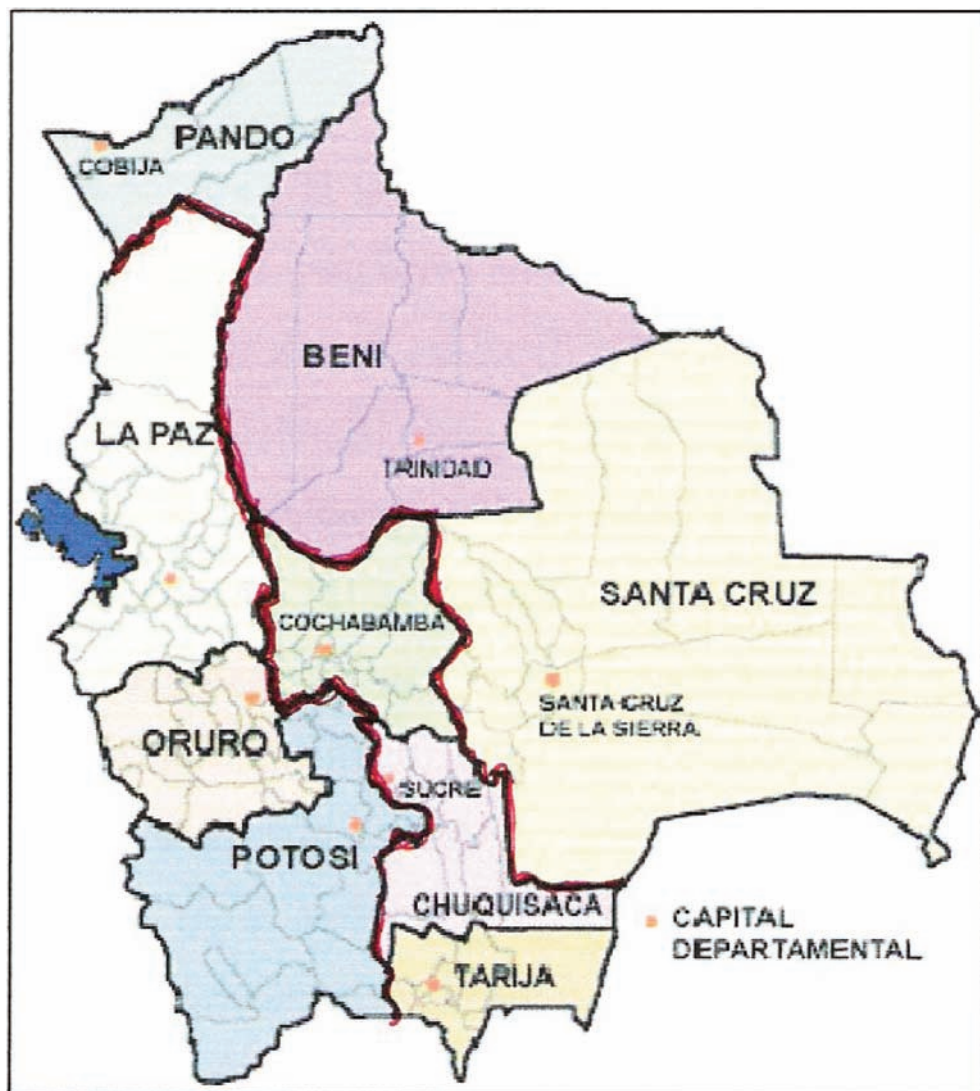 PANDO
COBIJA
BENI
LA PAZ
TRINIDAD
SANTA CRUZ
COCHABAMBA
SANTA CRUZ
DE LA SIERRA
ORURO
SUCRE
POTOSI
CHUQUISACA
CAPITAL
DEPARTAMENTAL
TARIJA